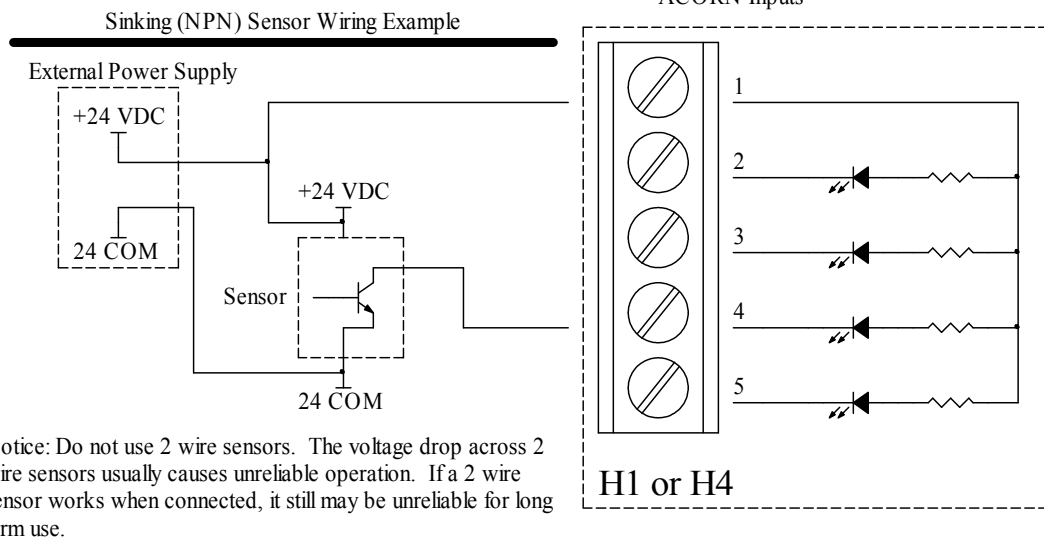 Sinking (NPN) Sensor Wiring Example
ACORN Inputs
External Power Supply
+24 VDC
24 COM
+24 VDC
Sensor
24 COM
1
2
3
4
5
H1 or H4
otice: Do not use 2 wire sensors. The voltage drop across 2
ire sensors usually causes unreliable operation. If a 2 wire
ensor works when connected, it still may be unreliable for long
rm use.